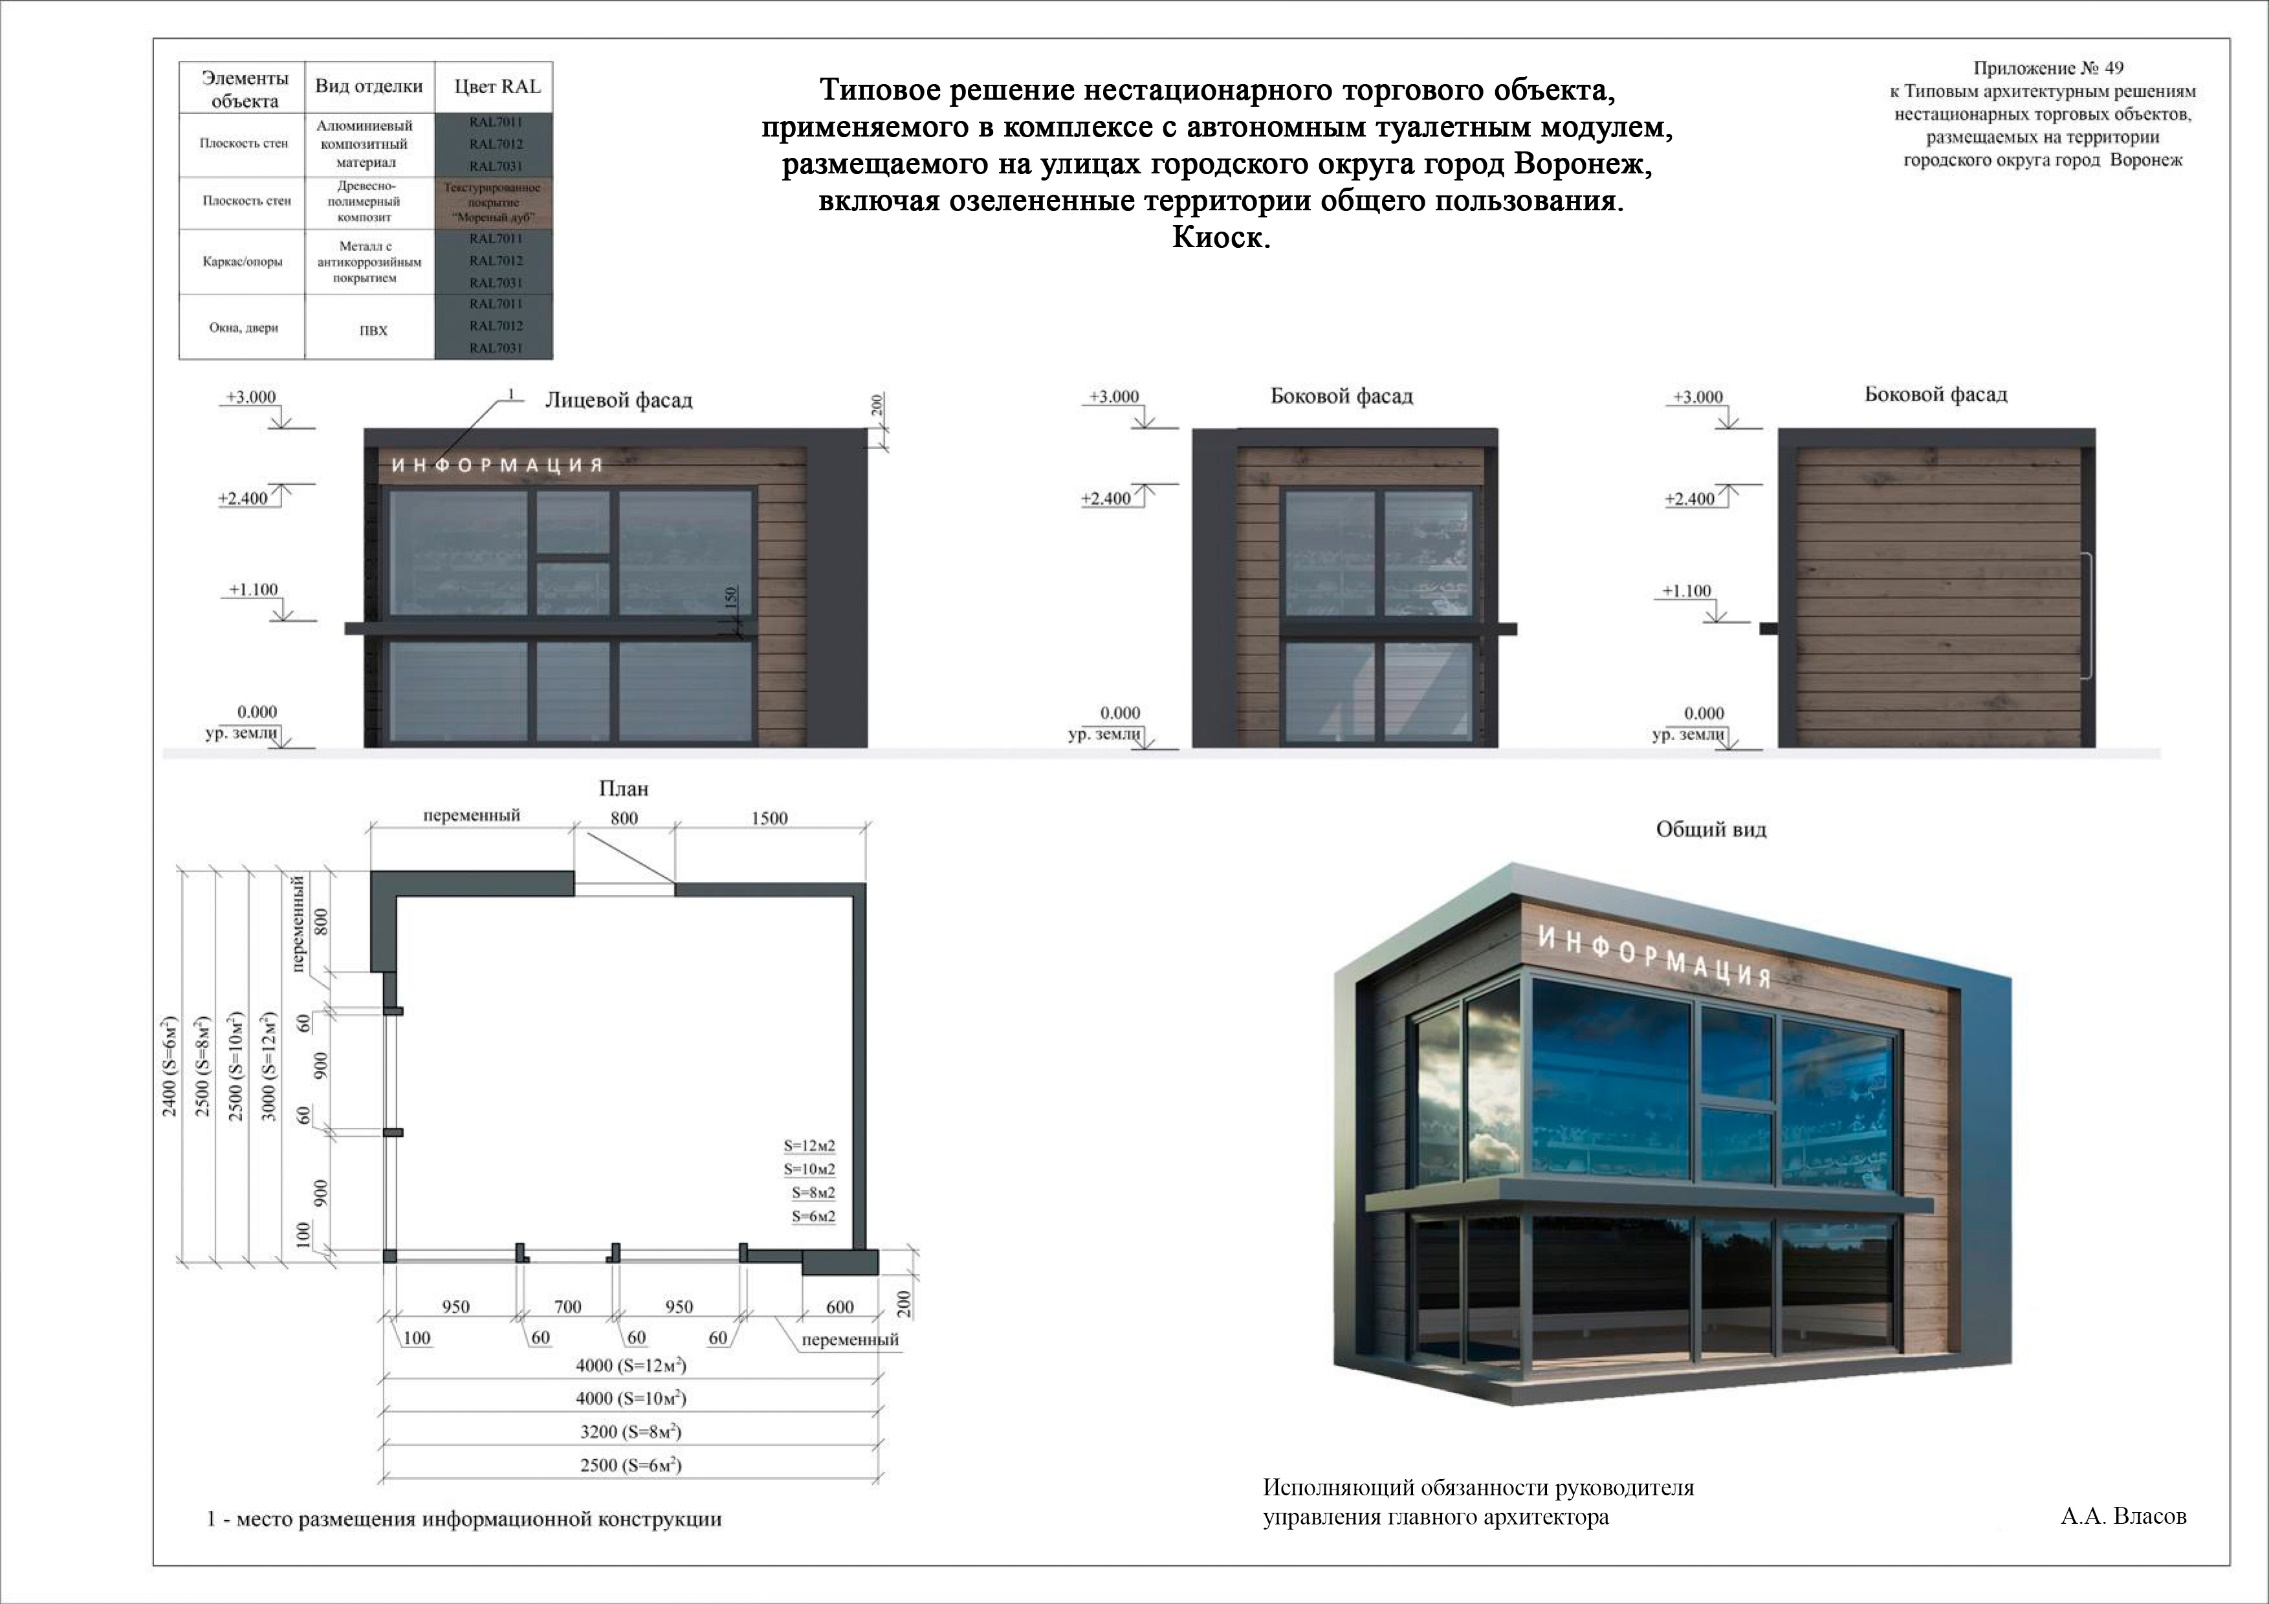 Приложение № 49
к Типовым архитектурным решениям
нестационарных торговых объектов,
размещаемых на территории
городского округа город Воронеж
Типовое решение нестационарного торгового объекта,
применяемого в комплексе с автономным туалетным модулем,
размещаемого на улицах городского округа город Воронеж,
включая озелененные территории общего пользования.
Киоск.
Элементы объекта Вид отделки Цвет RAL
Плоскость стен
Алюминиевый
композитный
материал
RAL7011
RAL7012
RAL7031
Плоскость стен
Древесно-
полимерный
композит
Текстурированное
покрытие
“Мореный дуб”
Каркас/опоры
Металл с
антикоррозийным
покрытием
RAL7011
RAL7012
RAL7031
Окна, двери
ПВХ
RAL7011
RAL7012
RAL7031
Лицевой фасад
1
+3.000
+2.400
+1.100
0.000
ур. земли
200
150
ИНФОРМАЦИЯ
Боковой фасад
+3.000
+2.400
+1.100
0.000
ур. земли
Боковой фасад
+3.000
+2.400
+1.100
0.000
ур. земли
План
переменный 800 1500
2400 (S=6м²)
2500 (S=8м²)
2500 (S=10м²)
3000 (S=12м²)
переменный
800
60
900
60
900
100
S=12м2
S=10м2
S=8м2
S=6м2
950 700 950 600
200
100 60 60 60 переменный
4000 (S=12м²)
4000 (S=10м²)
3200 (S=8м²)
2500 (S=6м²)
1 - место размещения информационной конструкции
Общий вид
ИНФОРМАЦИЯ
Исполняющий обязанности руководителя
управления главного архитектора
А.А. Власов